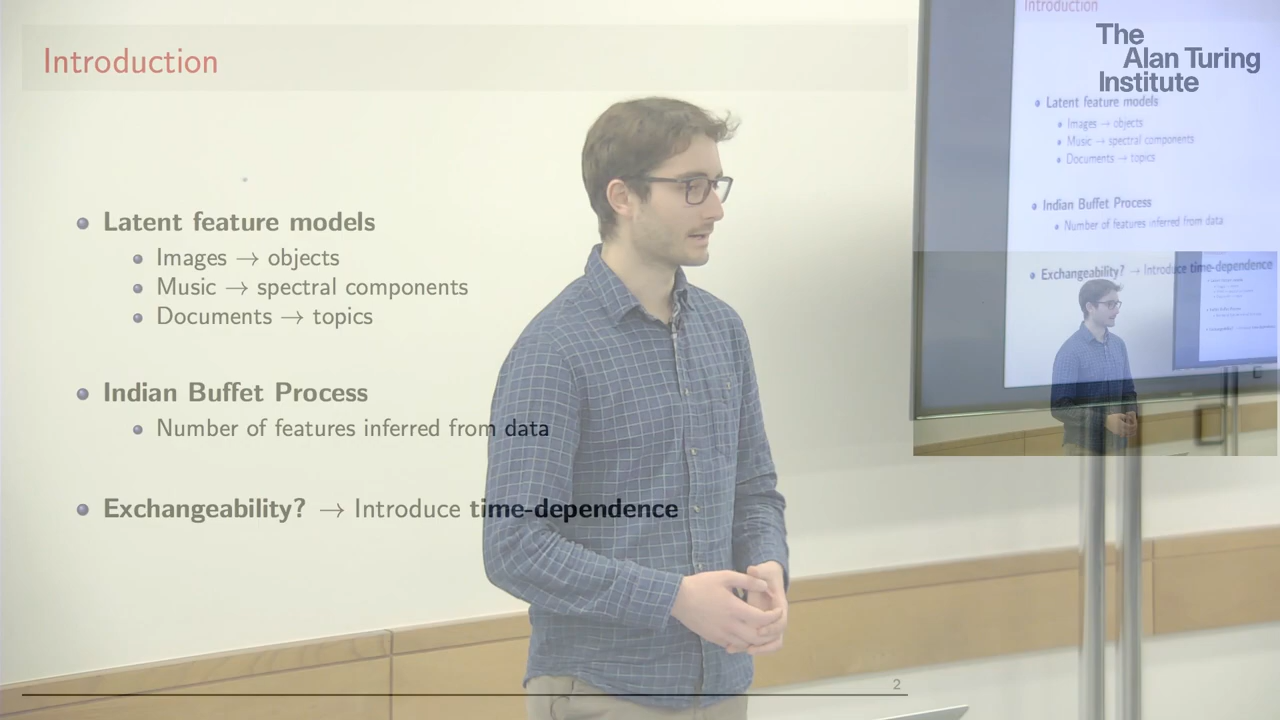 Introduction
Latent feature models
Images → objects
Music → spectral components
Documents → topics
Indian Buffet Process
Number of features inferred from data
Exchangeability? → Introduce time-dependence
2
Introduction
The
Alan Turing
Institute
Latent feature models
Images → objects
Music → spectral components
Documents → topics
Indian Buffet Process
Number of features inferred from data
Exchangeability? → Introduce time-dependence